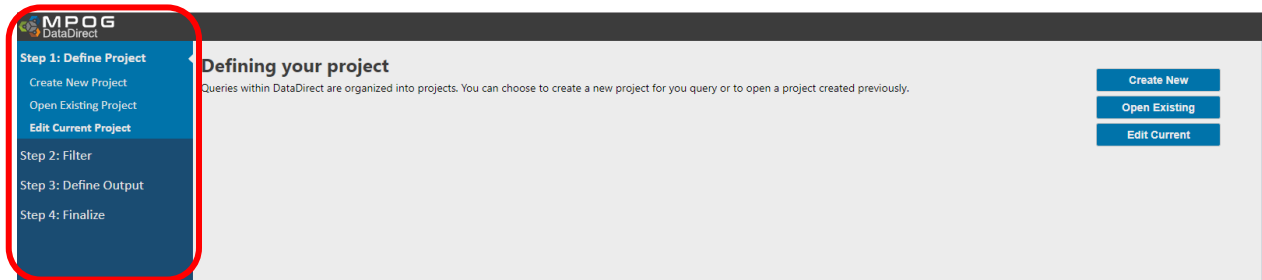 MPOG
DataDirect
Step 1: Define Project
Create New Project
Open Existing Project
Edit Current Project
Step 2: Filter
Step 3: Define Output
Step 4: Finalize
Defining your project
Queries within DataDirect are organized into projects. You can choose to create a new project for you query or to open a project created previously.
Create New
Open Existing
Edit Current